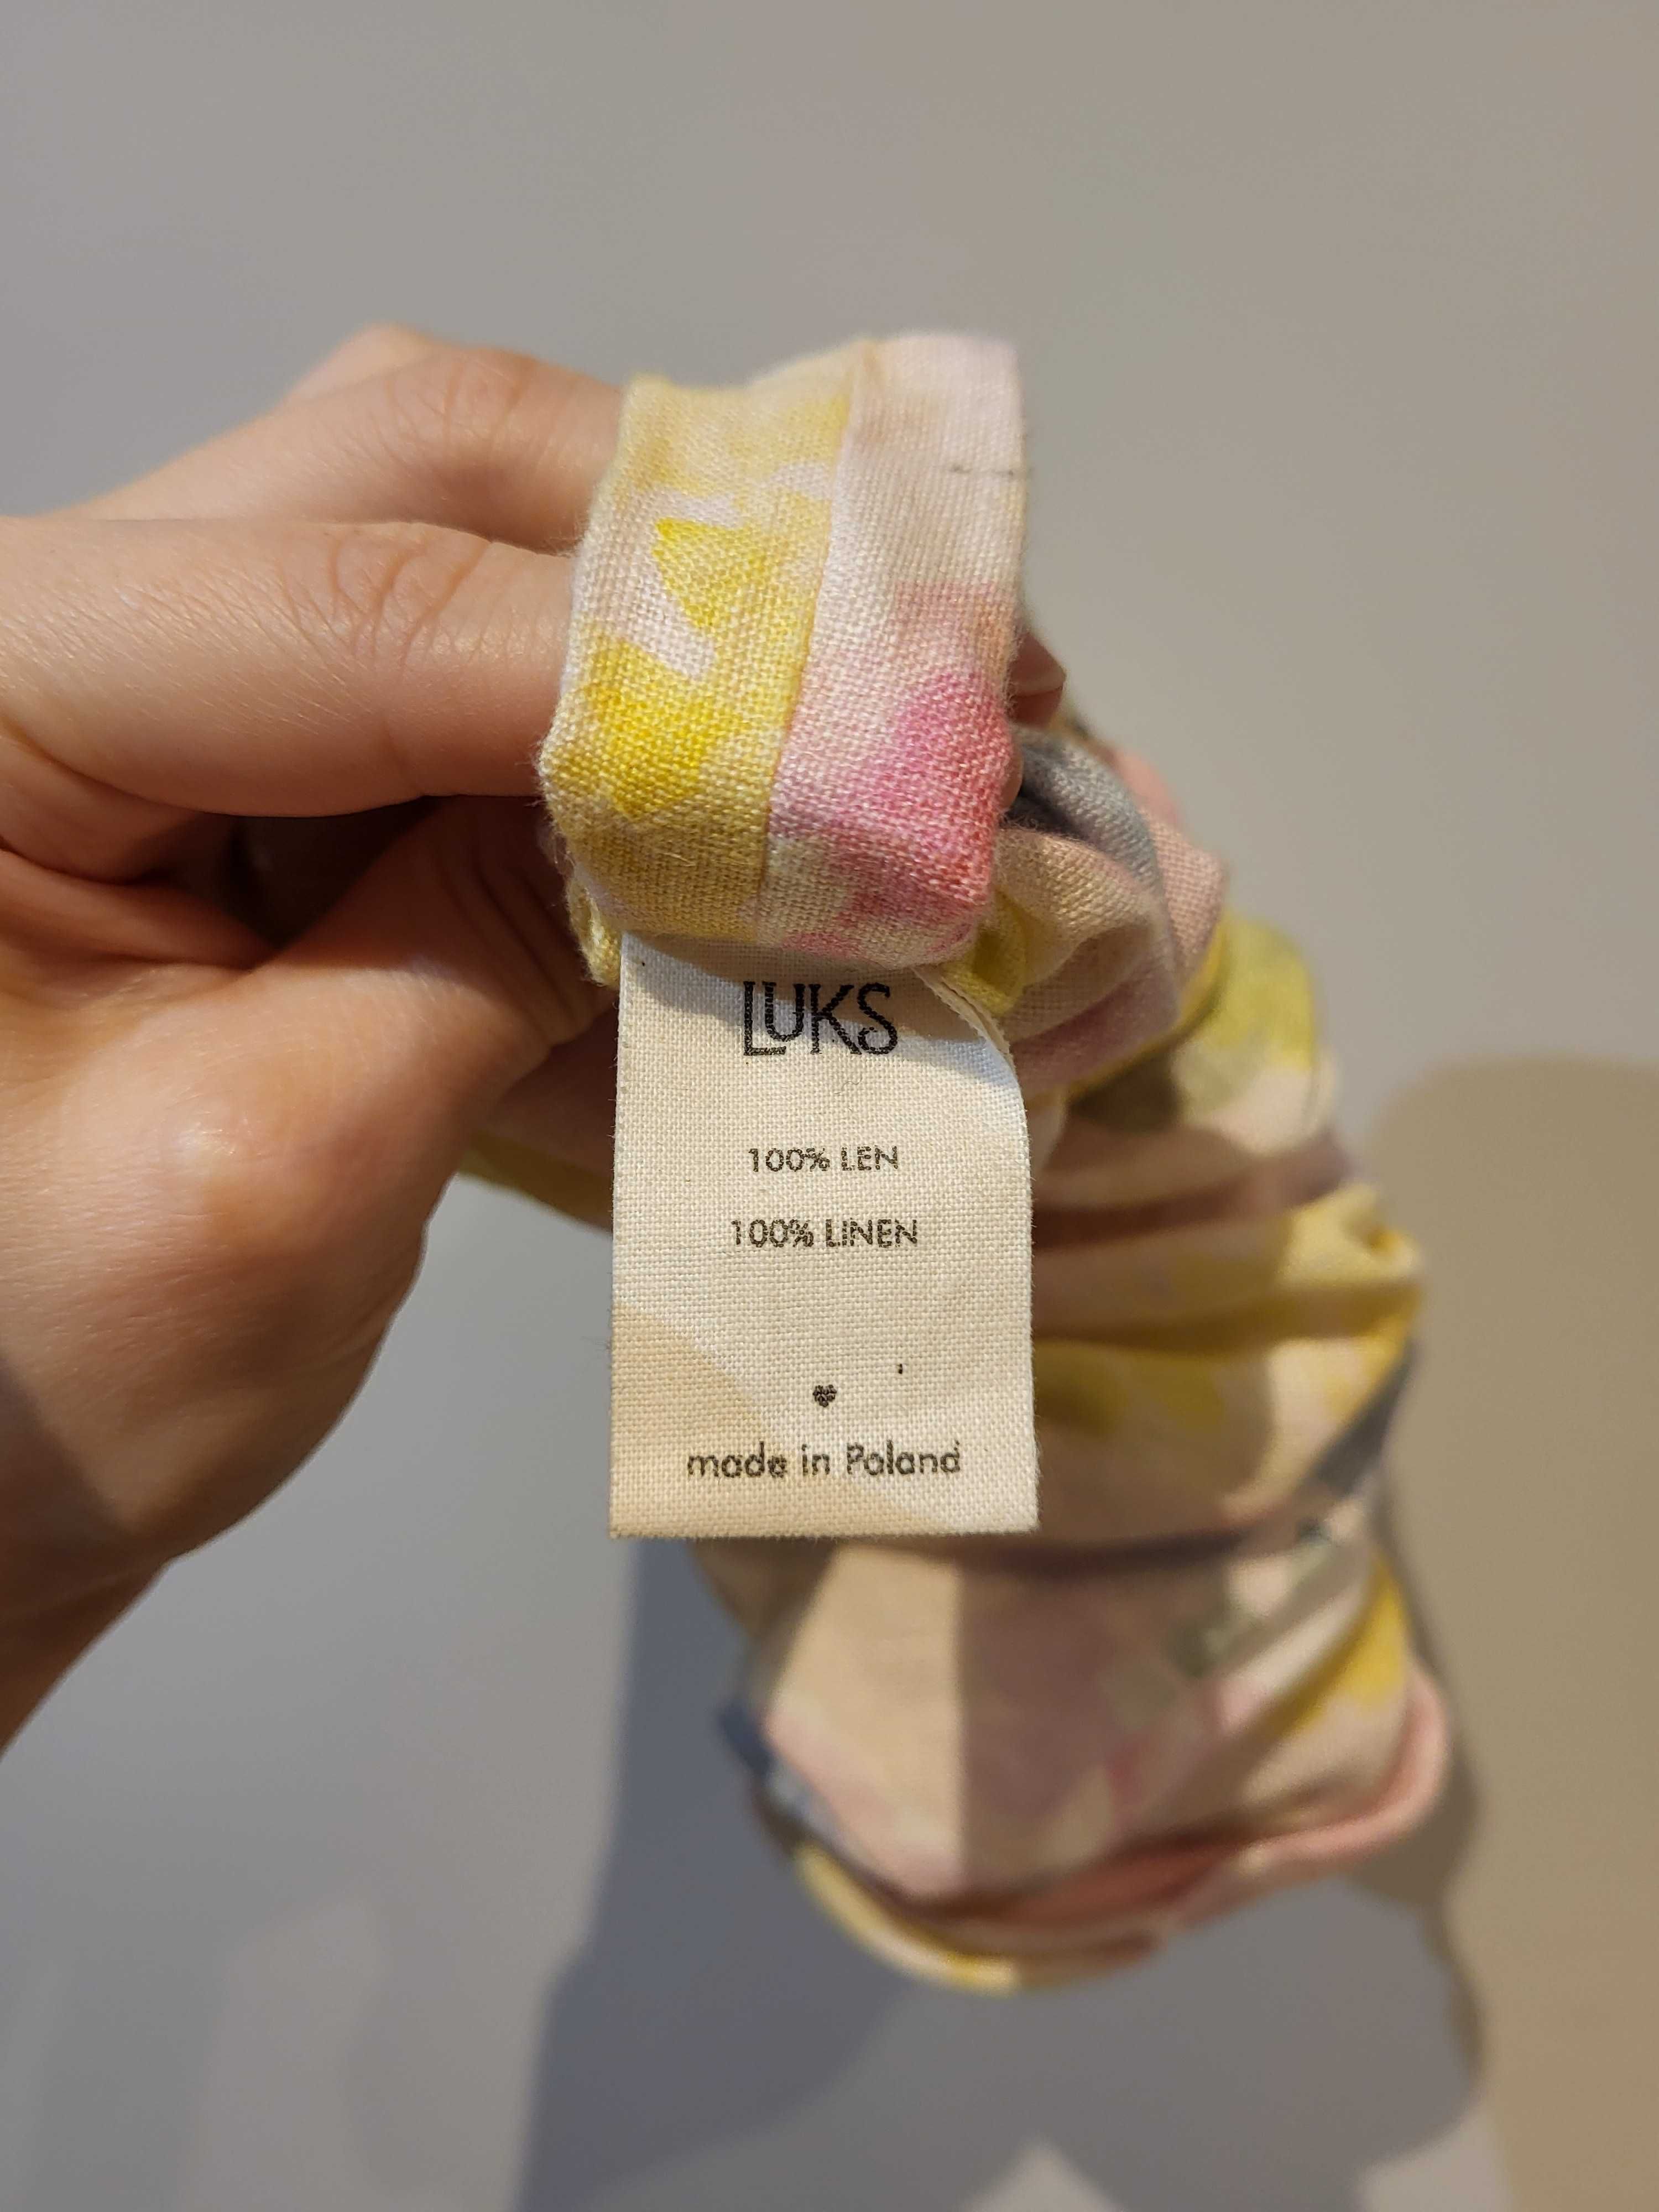 LUKS
100% LEN
100% LINEN
made in Poland